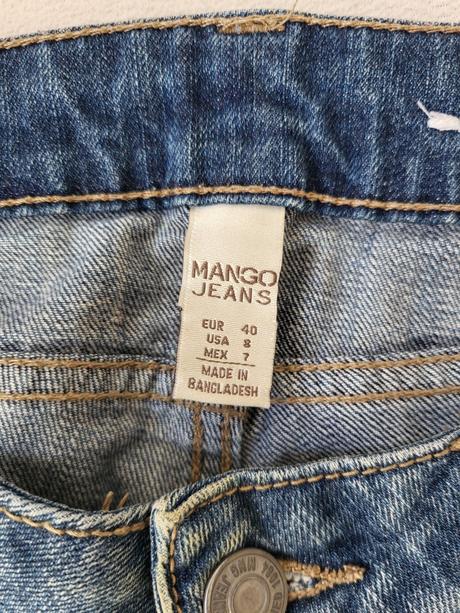 MANGO
JEANS
EUR 40
USA 8
MEX 7
MADE IN
BANGLADESH